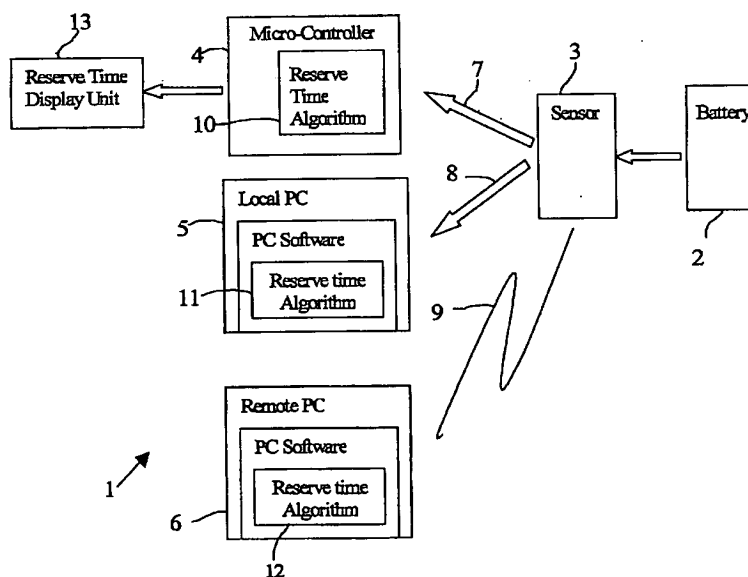 13
Reserve Time
Display Unit
4
Micro-Controller
Reserve
Time
Algorithm
10
7
3
Sensor
Battery
2
8
Local PC
5
PC Software
Reserve time
Algorithm
11
9
Remote PC
PC Software
Reserve time
Algorithm
1
6
12